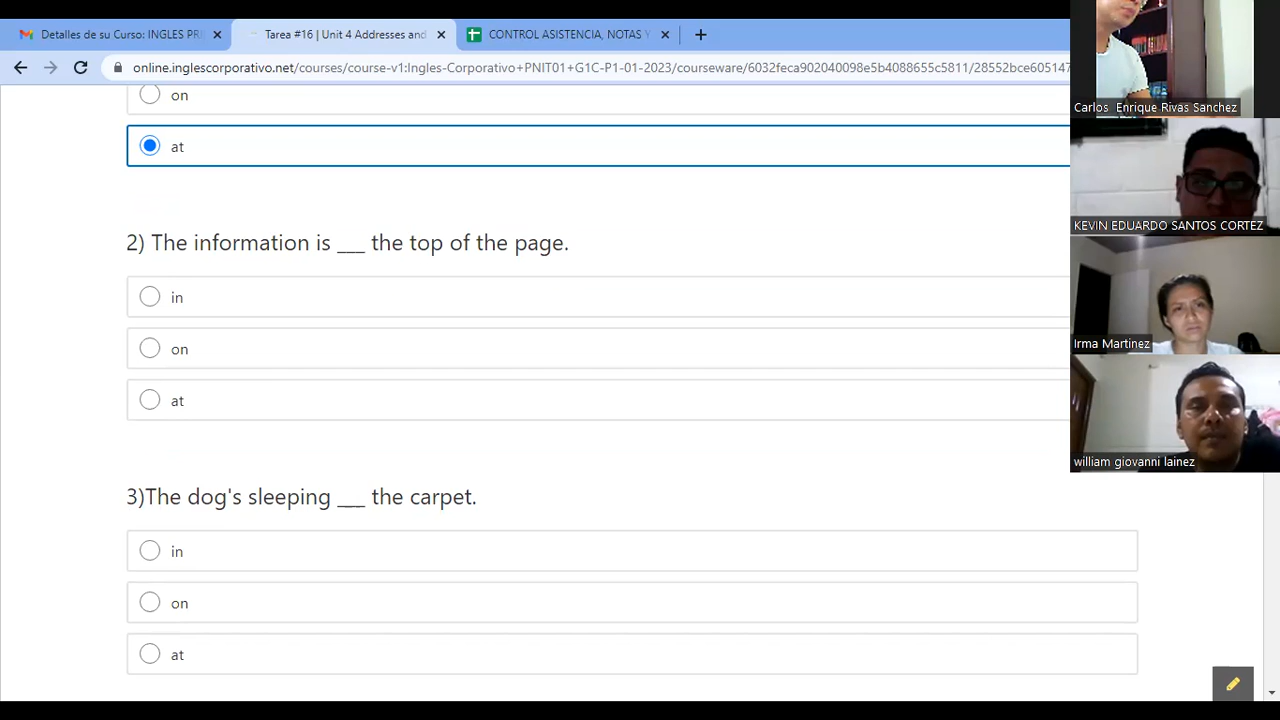 Detalles de su Curso: INGLES PRI
Tarea #16 | Unit 4 Addresses and
CONTROL ASISTENCIA, NOTAS Y
online.inglescorporativo.net/courses/course-v1:Ingles-Corporativo+PNIT01+G1C-P1-01-2023/courseware/6032feca902040098e5b4088655c5811/28552bce605147
on
at
2) The information is ___ the top of the page.
in
on
at
3)The dog's sleeping ___ the carpet.
in
on
at
Carlos Enrique Rivas Sanchez
KEVIN EDUARDO SANTOS CORTEZ
Irma Martinez
william giovanni lainez